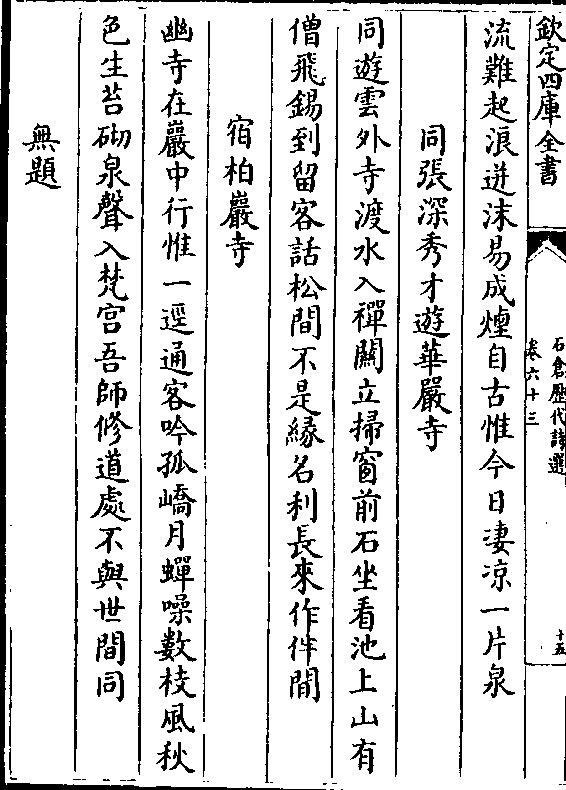 欽定四庫全書
石倉歷代詩選
卷六十三
十五
流難起浪迸沫易成煙自古惟今日淒凉一片泉
同張深秀才遊華嚴寺
同遊雲外寺渡水入禪關立掃窗前石坐看池上山有
僧飛錫到留客話松間不是緣名利長來作伴閒
宿柏巖寺
幽寺在巖中行惟一逕通客吟孤嶠月蟬噪數枝風秋
色生苔砌泉聲入梵宮吾師修道處不與世間同
無題